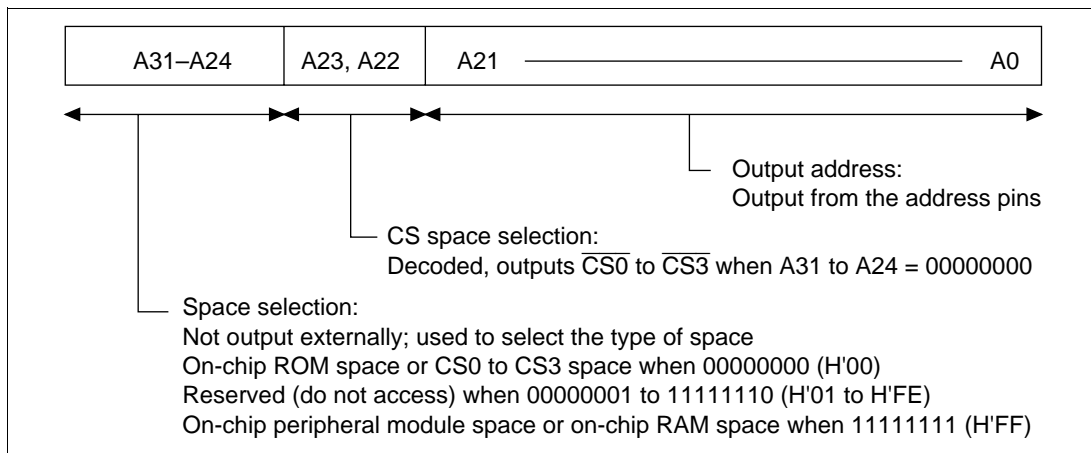 A31–A24 A23, A22 A21 A0
Output address:
Output from the address pins
CS space selection:
Decoded, outputs C̅S̅0̅ to C̅S̅3̅ when A31 to A24 = 00000000
Space selection:
Not output externally; used to select the type of space
On-chip ROM space or CS0 to CS3 space when 00000000 (H'00)
Reserved (do not access) when 00000001 to 11111110 (H'01 to H'FE)
On-chip peripheral module space or on-chip RAM space when 11111111 (H'FF)